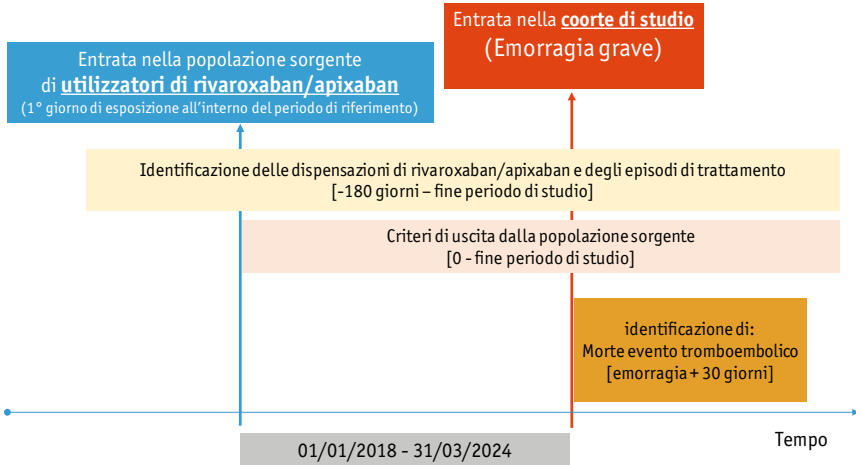 Entrata nella popolazione sorgente
di utilizzatori di rivaroxaban/apixaban
(1° giorno di esposizione all'interno del periodo di riferimento)
Entrata nella coorte di studio
(Emorragia grave)
Identificazione delle dispensazioni di rivaroxaban/apixaban e degli episodi di trattamento
[-180 giorni – fine periodo di studio]
Criteri di uscita dalla popolazione sorgente
[0 - fine periodo di studio]
identificazione di:
Morte evento tromboembolico
[emorragia + 30 giorni]
Tempo
01/01/2018 - 31/03/2024